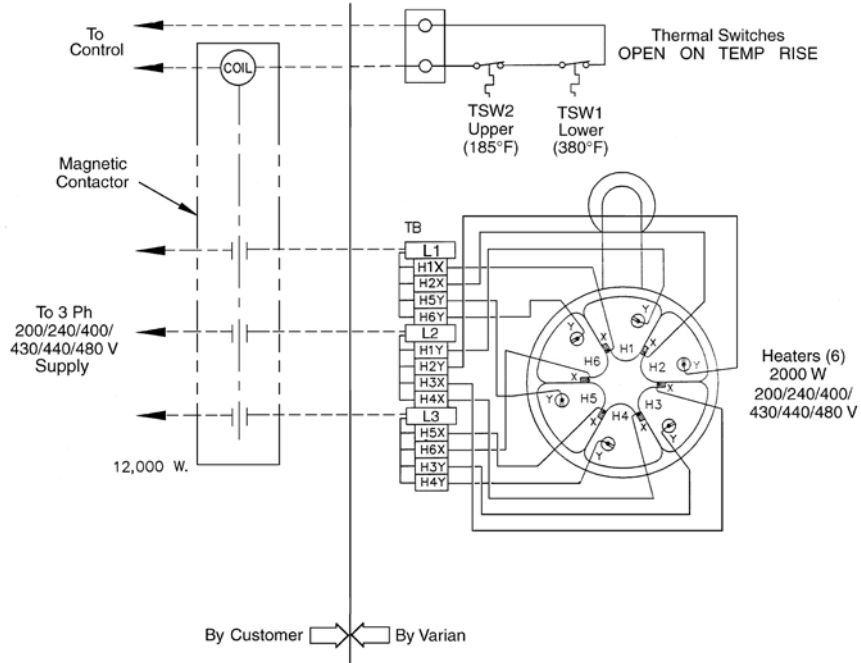 To
Control
COIL
Thermal Switches
OPEN ON TEMP RISE
TSW2
Upper
(185°F)
TSW1
Lower
(380°F)
Magnetic
Contactor
TB
L1
H1X
H2X
H5Y
H6Y
L2
H1Y
H2Y
H3X
H4X
L3
H5X
H6X
H3Y
H4Y
To 3 Ph
200/240/400/
430/440/480 V
Supply
12,000 W.
Y
Y
X
X
H1
H6
H2
Y
X
X
H5
H3
Y
H4
X
X
Y
Y
Heaters (6)
2000 W
200/240/400/
430/440/480 V
By Customer
By Varian